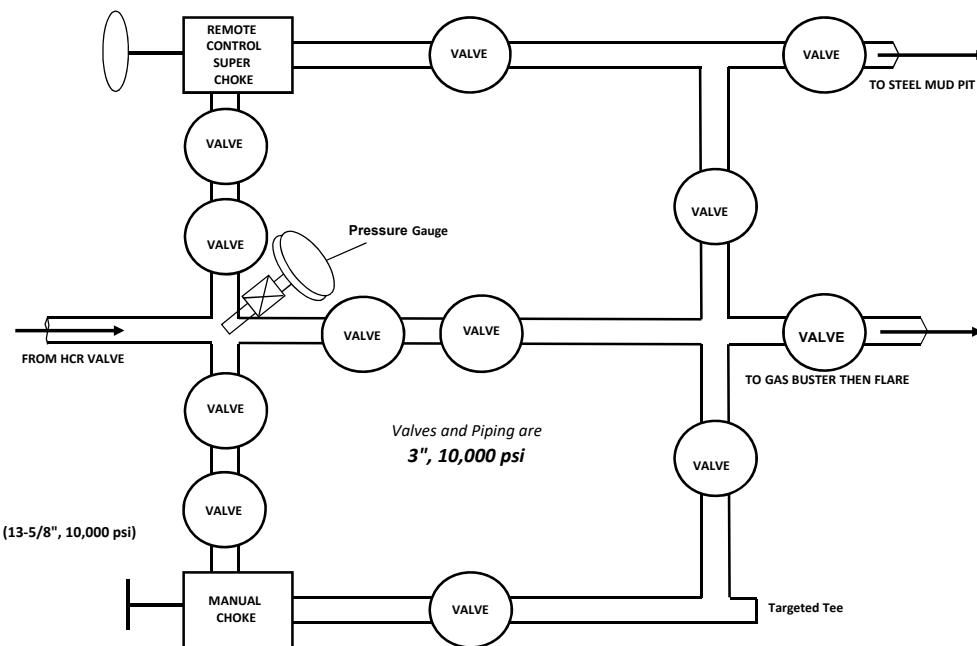 REMOTE
CONTROL
SUPER
CHOKE
VALVE
VALVE
TO STEEL MUD PIT
VALVE
VALVE
VALVE
Pressure Gauge
FROM HCR VALVE
VALVE
VALVE
VALVE
TO GAS BUSTER THEN FLARE
VALVE
Valves and Piping are
3", 10,000 psi
VALVE
VALVE
(13-5/8", 10,000 psi)
MANUAL
CHOKE
VALVE
Targeted Tee